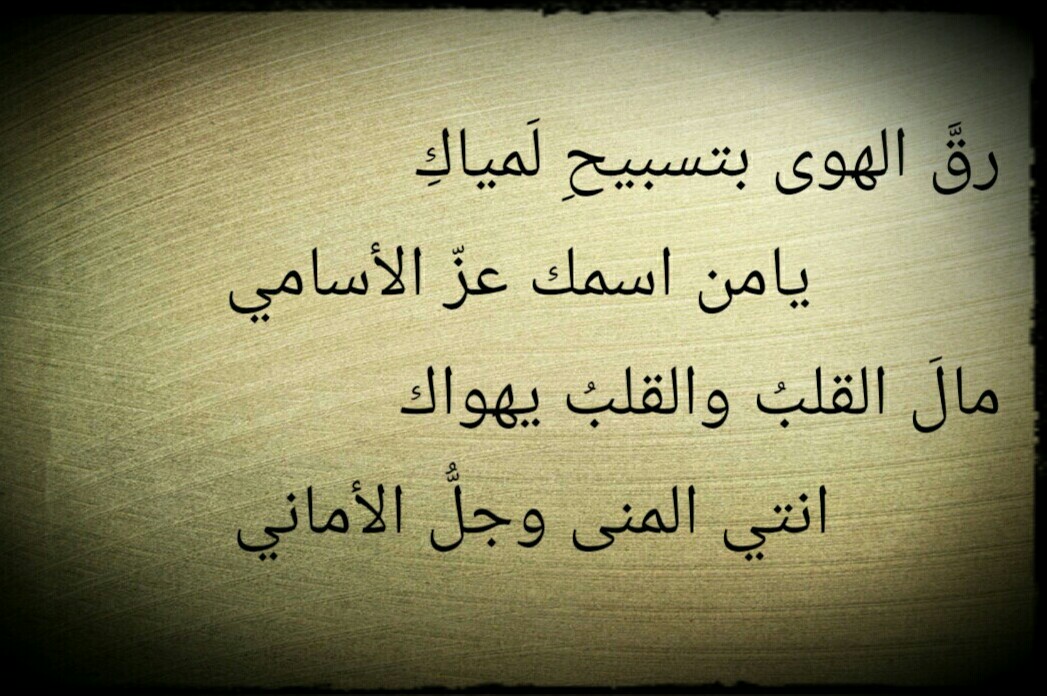 رقَّ الهوى بتسبيحِ لَمياكِ
يامن اسمك عزّ الأسامي
مالَ القلبُ والقلبُ يهواك
انتي المنى وجلُّ الأماني